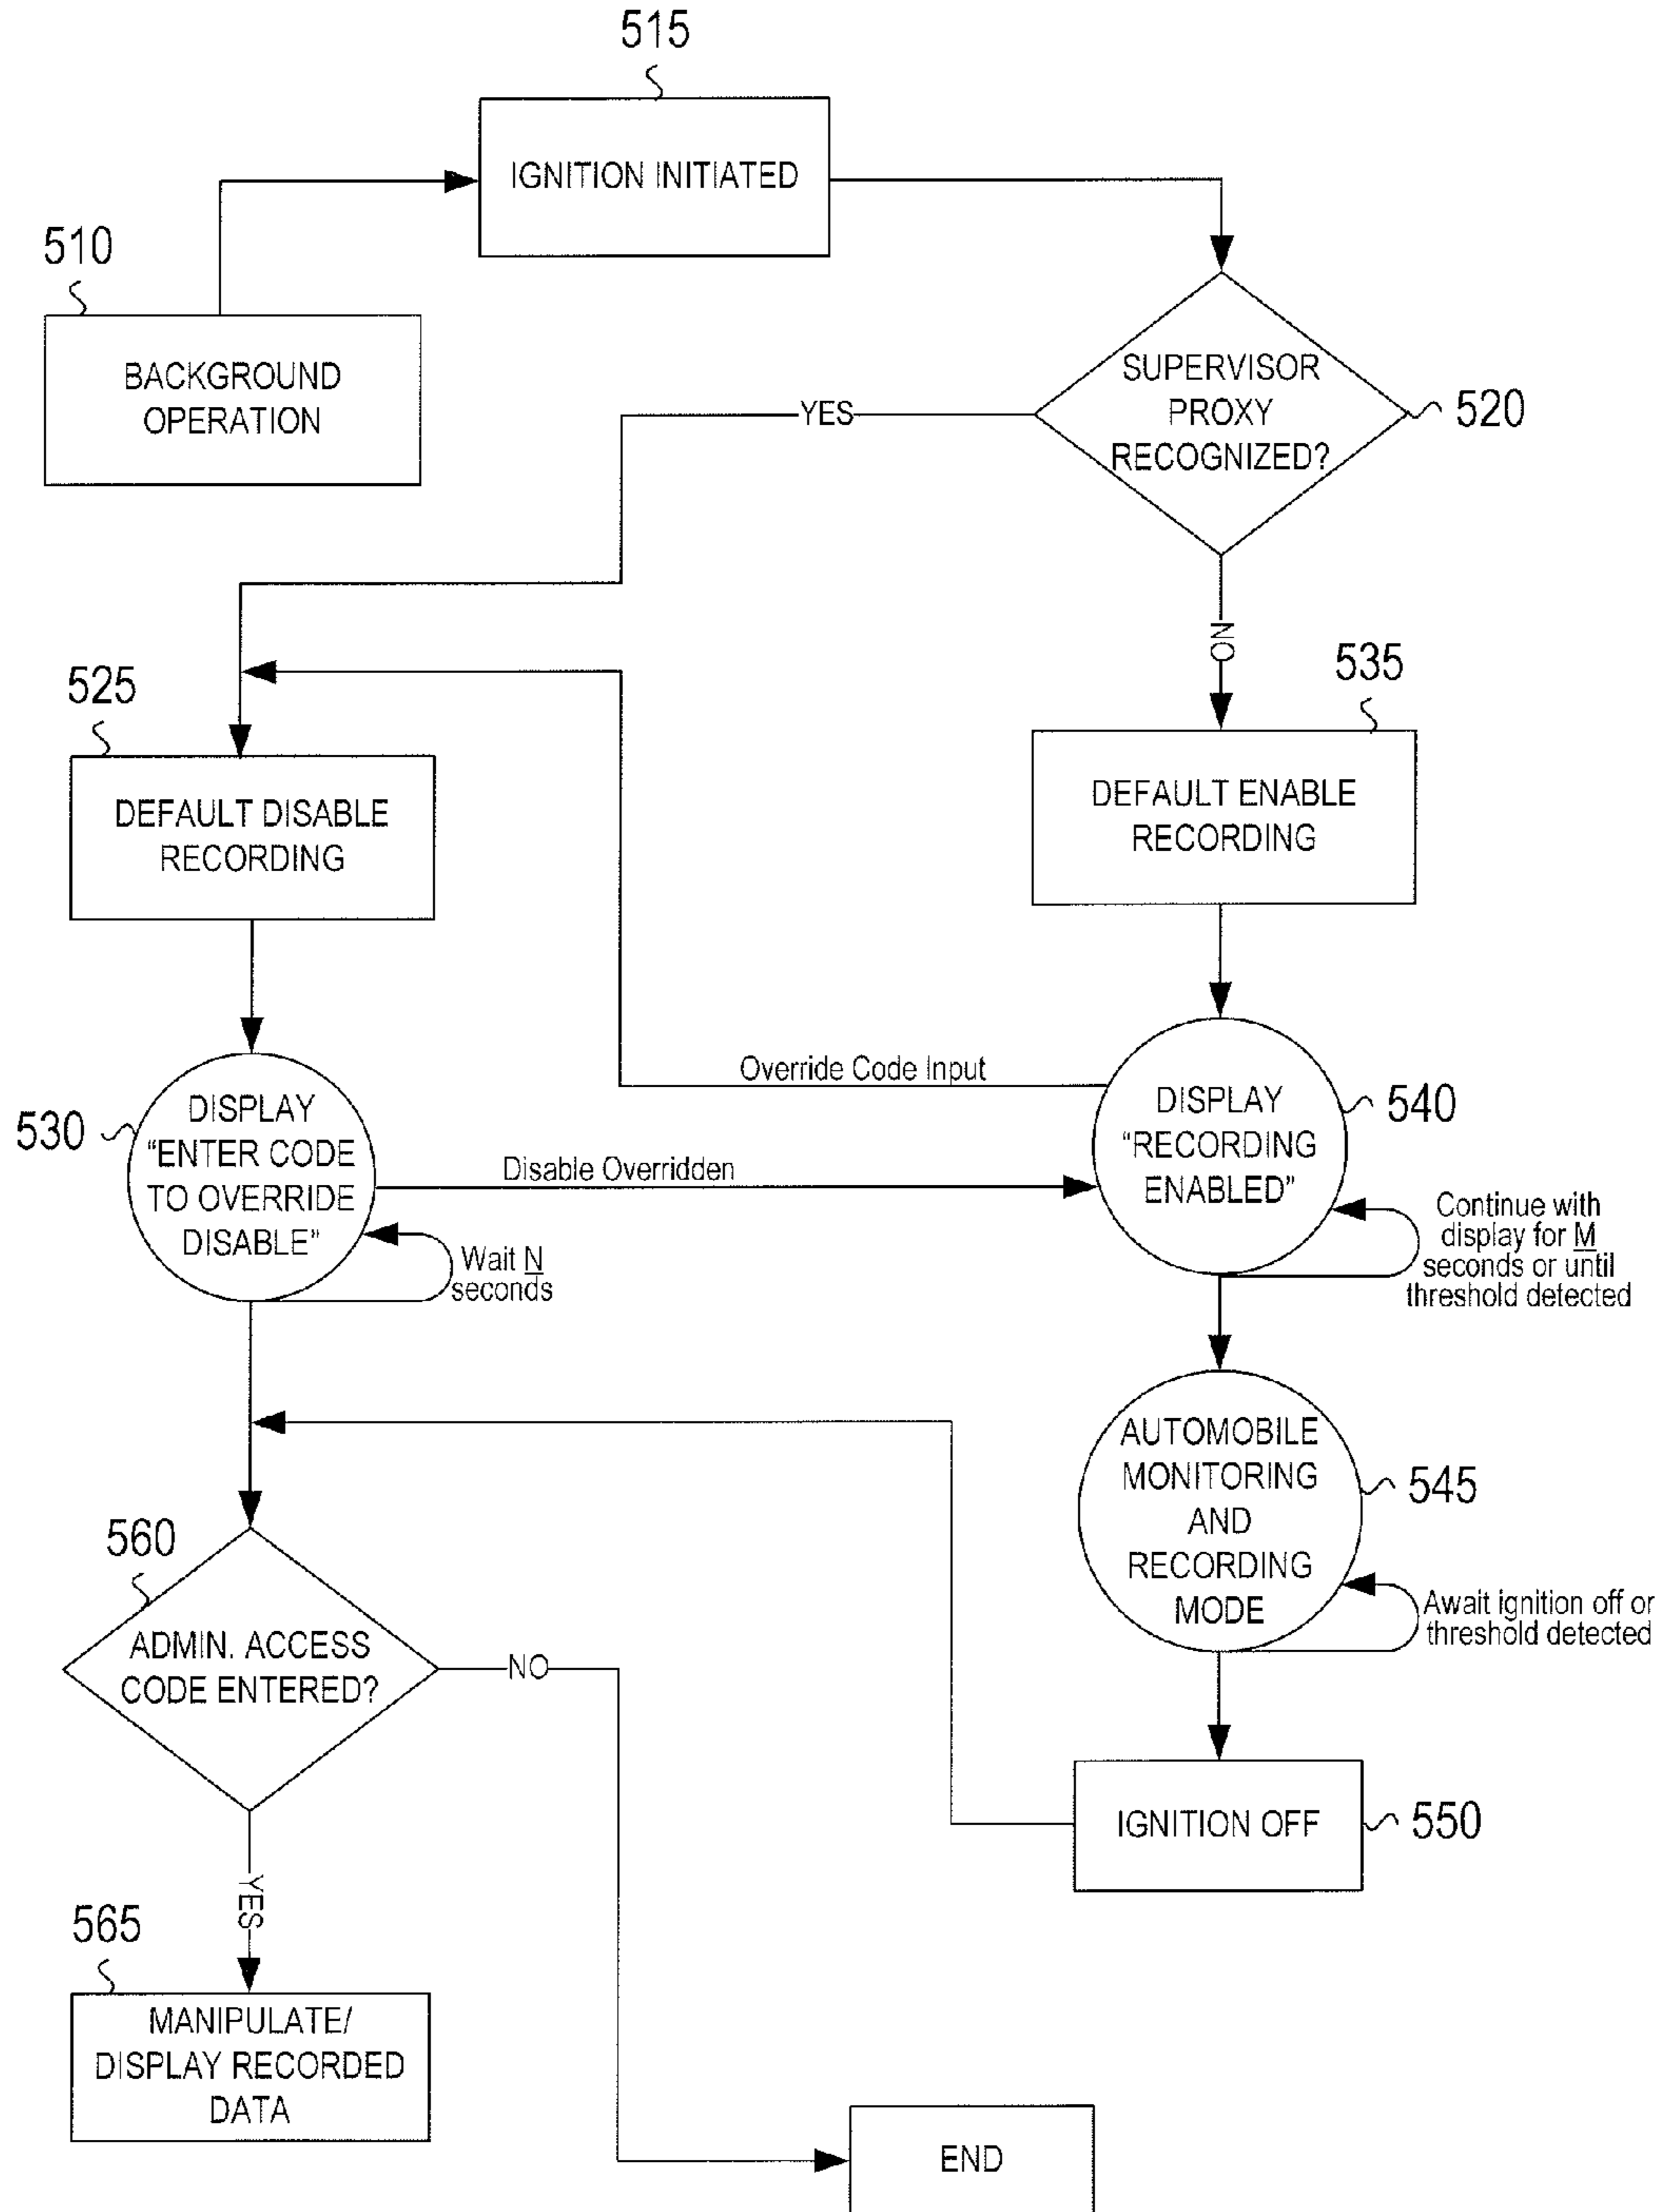 515
IGNITION INITIATED
510
BACKGROUND
OPERATION
SUPERVISOR
PROXY
RECOGNIZED?
520
YES
NO
525
DEFAULT DISABLE
RECORDING
535
DEFAULT ENABLE
RECORDING
530
DISPLAY
“ENTER CODE
TO OVERRIDE
DISABLE”
Wait N
seconds
Override Code Input
Disable Overridden
DISPLAY
“RECORDING
ENABLED”
540
Continue with
display for M
seconds or until
threshold detected
AUTOMOBILE
MONITORING
AND
RECORDING
MODE
545
Await ignition off or
threshold detected
560
ADMIN. ACCESS
CODE ENTERED?
NO
YES
IGNITION OFF
550
565
MANIPULATE/
DISPLAY RECORDED
DATA
END